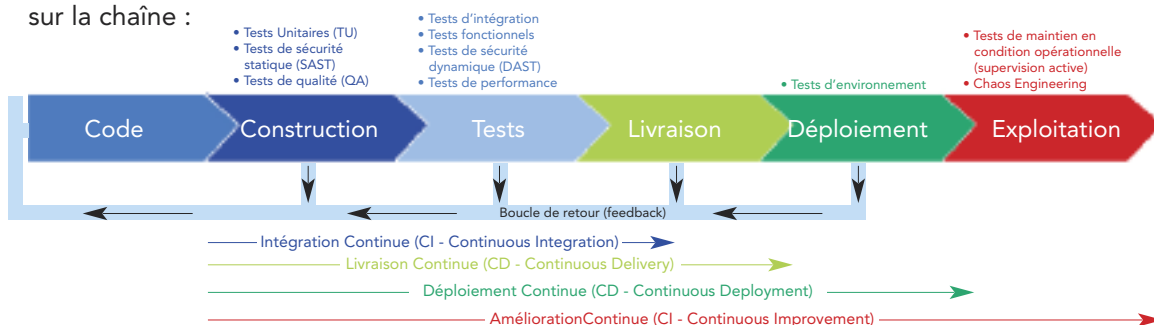 sur la chaîne :
• Tests Unitaires (TU)
• Tests de sécurité
statique (SAST)
• Tests de qualité (QA)
• Tests d'intégration
• Tests fonctionnels
• Tests de sécurité
dynamique (DAST)
• Tests de performance
• Tests d'environnement
• Tests de maintien en
condition opérationnelle
(supervision active)
• Chaos Engineering
Code
Construction
Tests
Livraison
Déploiement
Exploitation
Boucle de retour (feedback)
Intégration Continue (CI - Continuous Integration)
Livraison Continue (CD - Continuous Delivery)
Déploiement Continue (CD - Continuous Deployment)
AméliorationContinue (CI - Continuous Improvement)